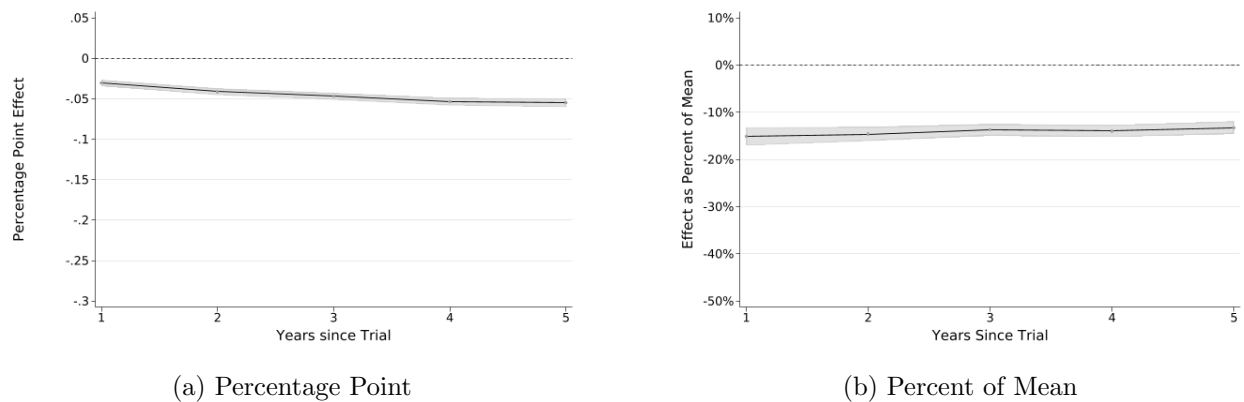 .05
0
-.05
-.1
-.15
-.2
-.25
-.3
Percentage Point Effect
1 2 3 4 5
Years since Trial
(a) Percentage Point
10%
0%
-10%
-20%
-30%
-40%
-50%
Effect as Percent of Mean
1 2 3 4 5
Years Since Trial
(b) Percent of Mean